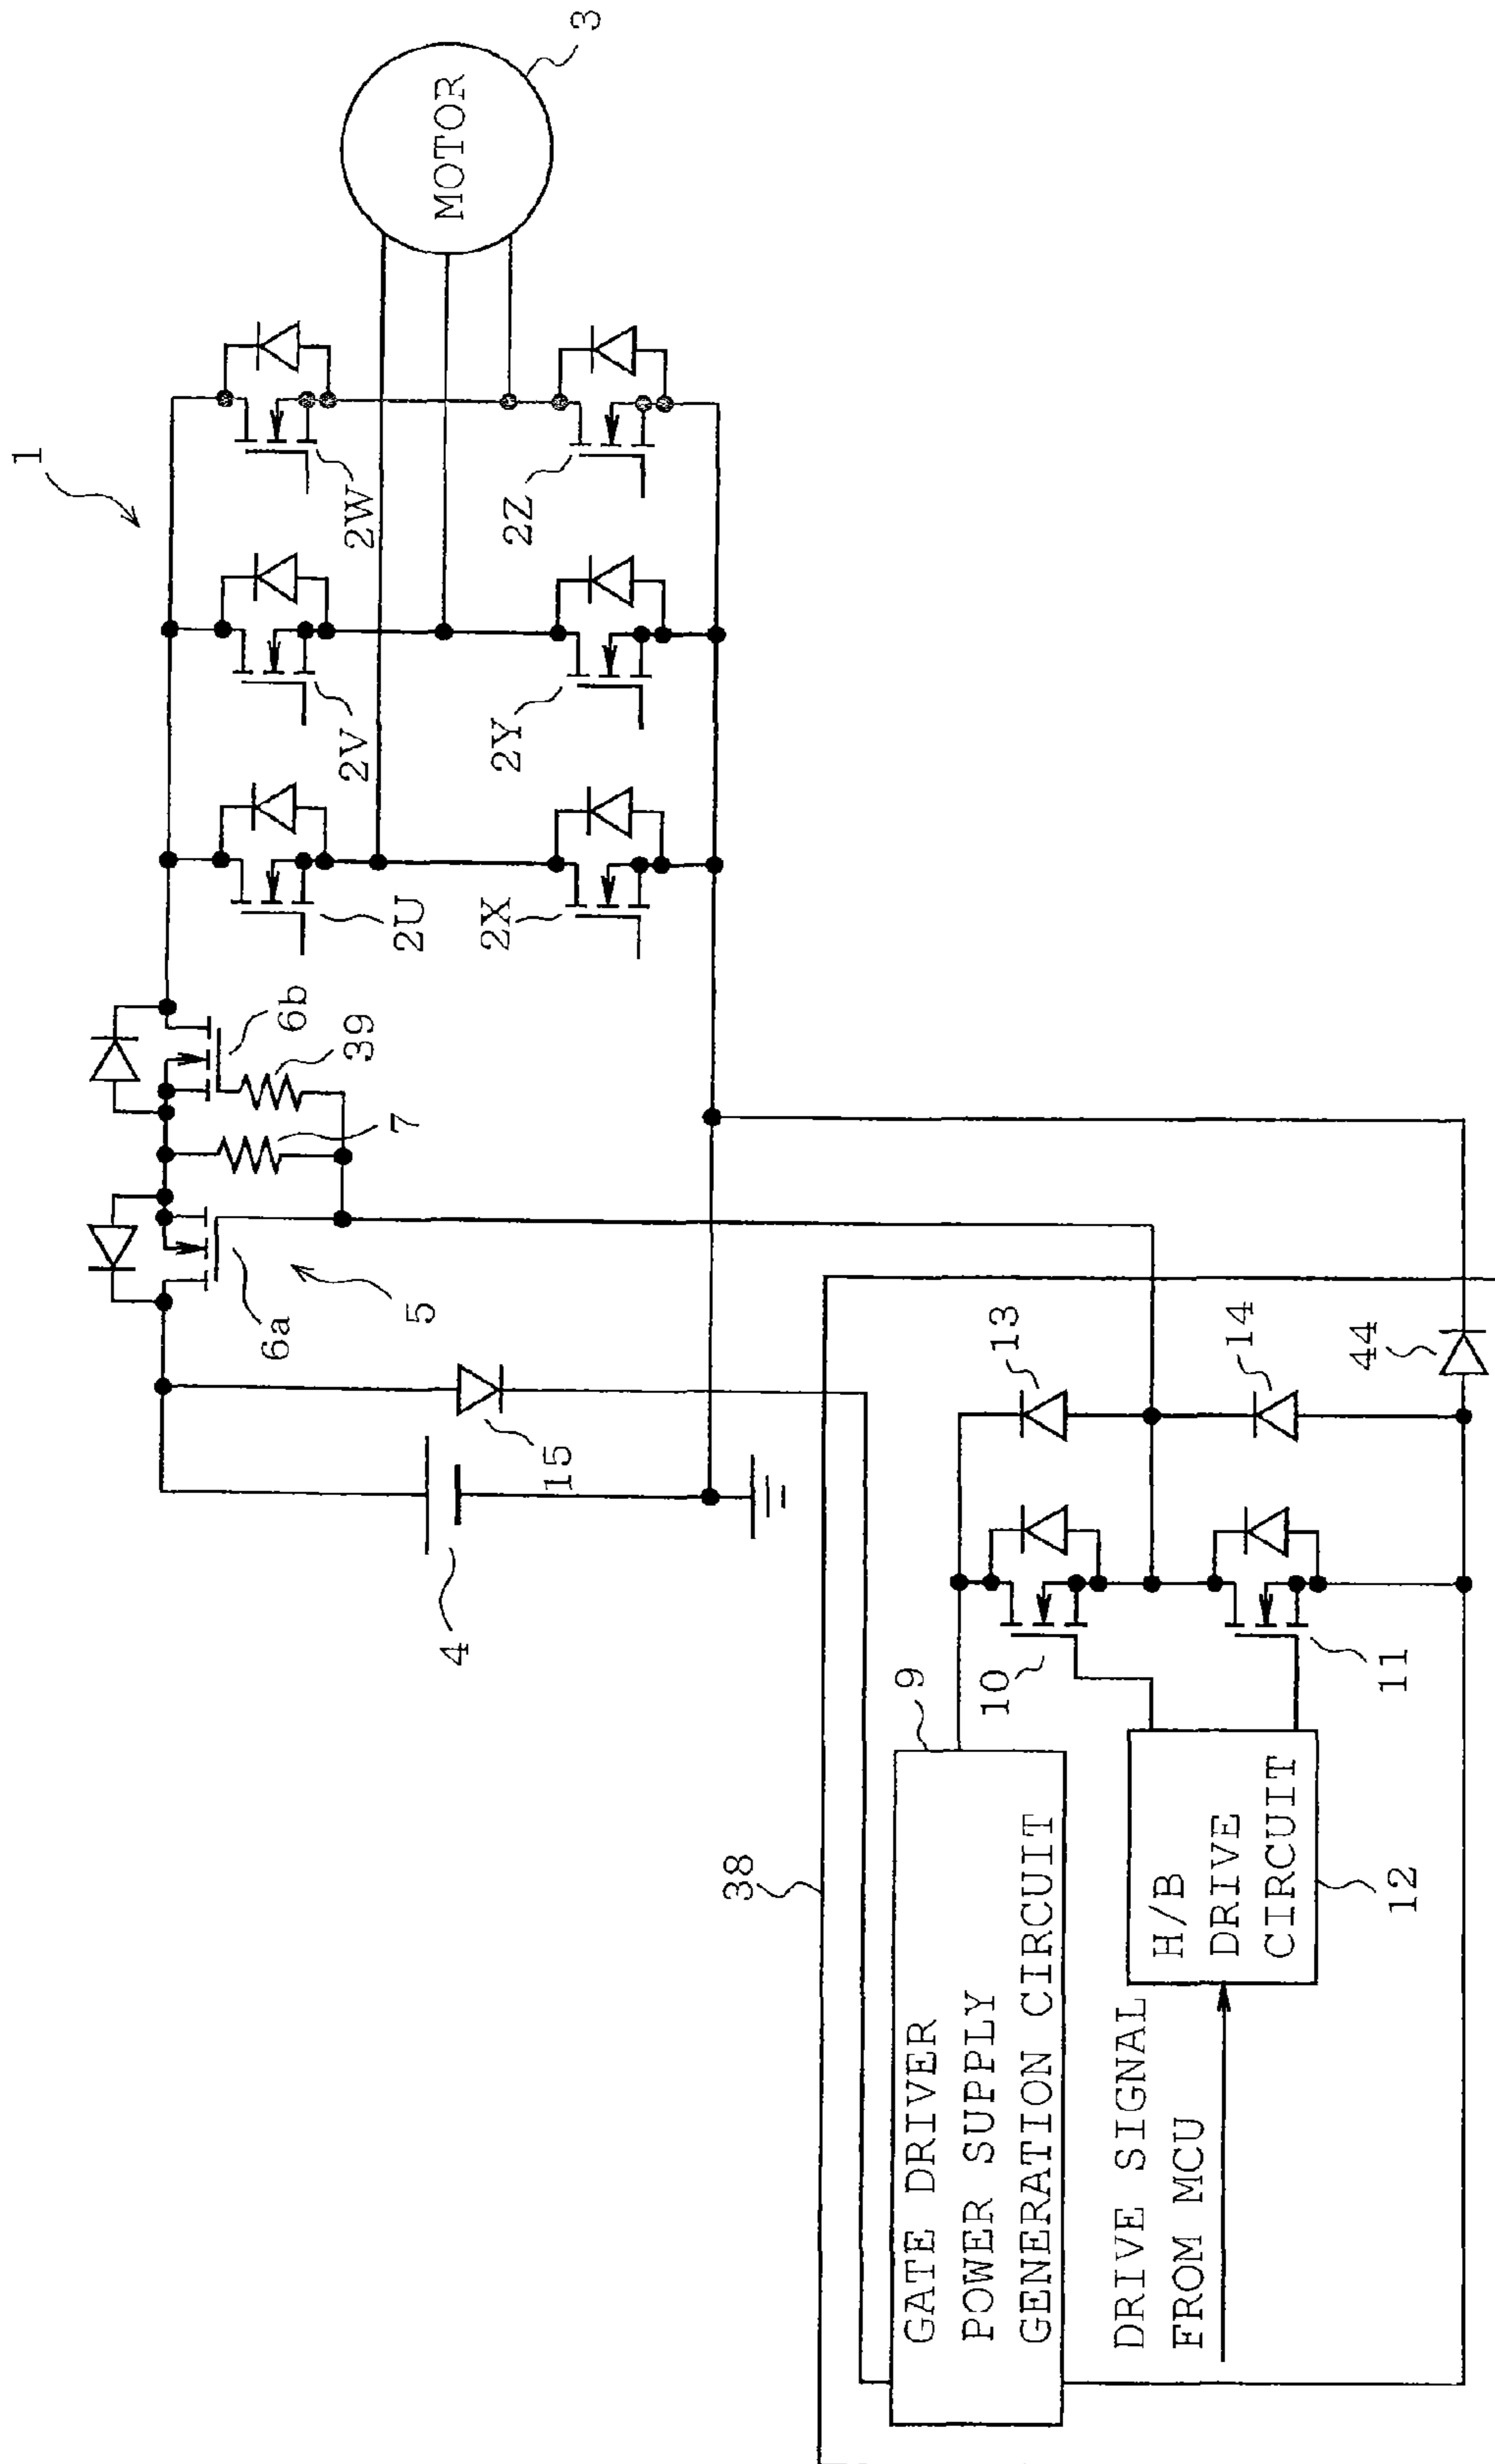 1
2U
2V
2W
2X
2Y
2Z
MOTOR
3
6a
6b
5
7
39
4
15
38
9
GATE DRIVER
POWER SUPPLY
GENERATION CIRCUIT
10
13
14
11
44
H/B
DRIVE
CIRCUIT
12
DRIVE SIGNAL
FROM MCU